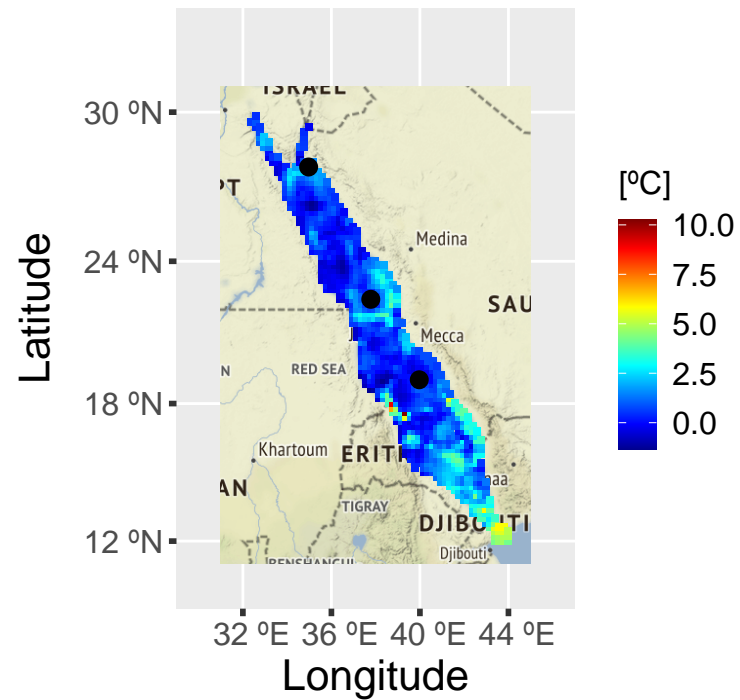 ISRAEL
30 ºN
PT
[ºC]
10.0
Medina
24 ºN
7.5
SAU
5.0
Latitude
Mecca
RED SEA
N
2.5
18 ºN
0.0
Khartoum
ERIT
AN
naa
TIGRAY
DJIBOUTI
12 ºN
Djibouti
BENSHANGUL
32 ºE 36 ºE 40 ºE 44 ºE
Longitude